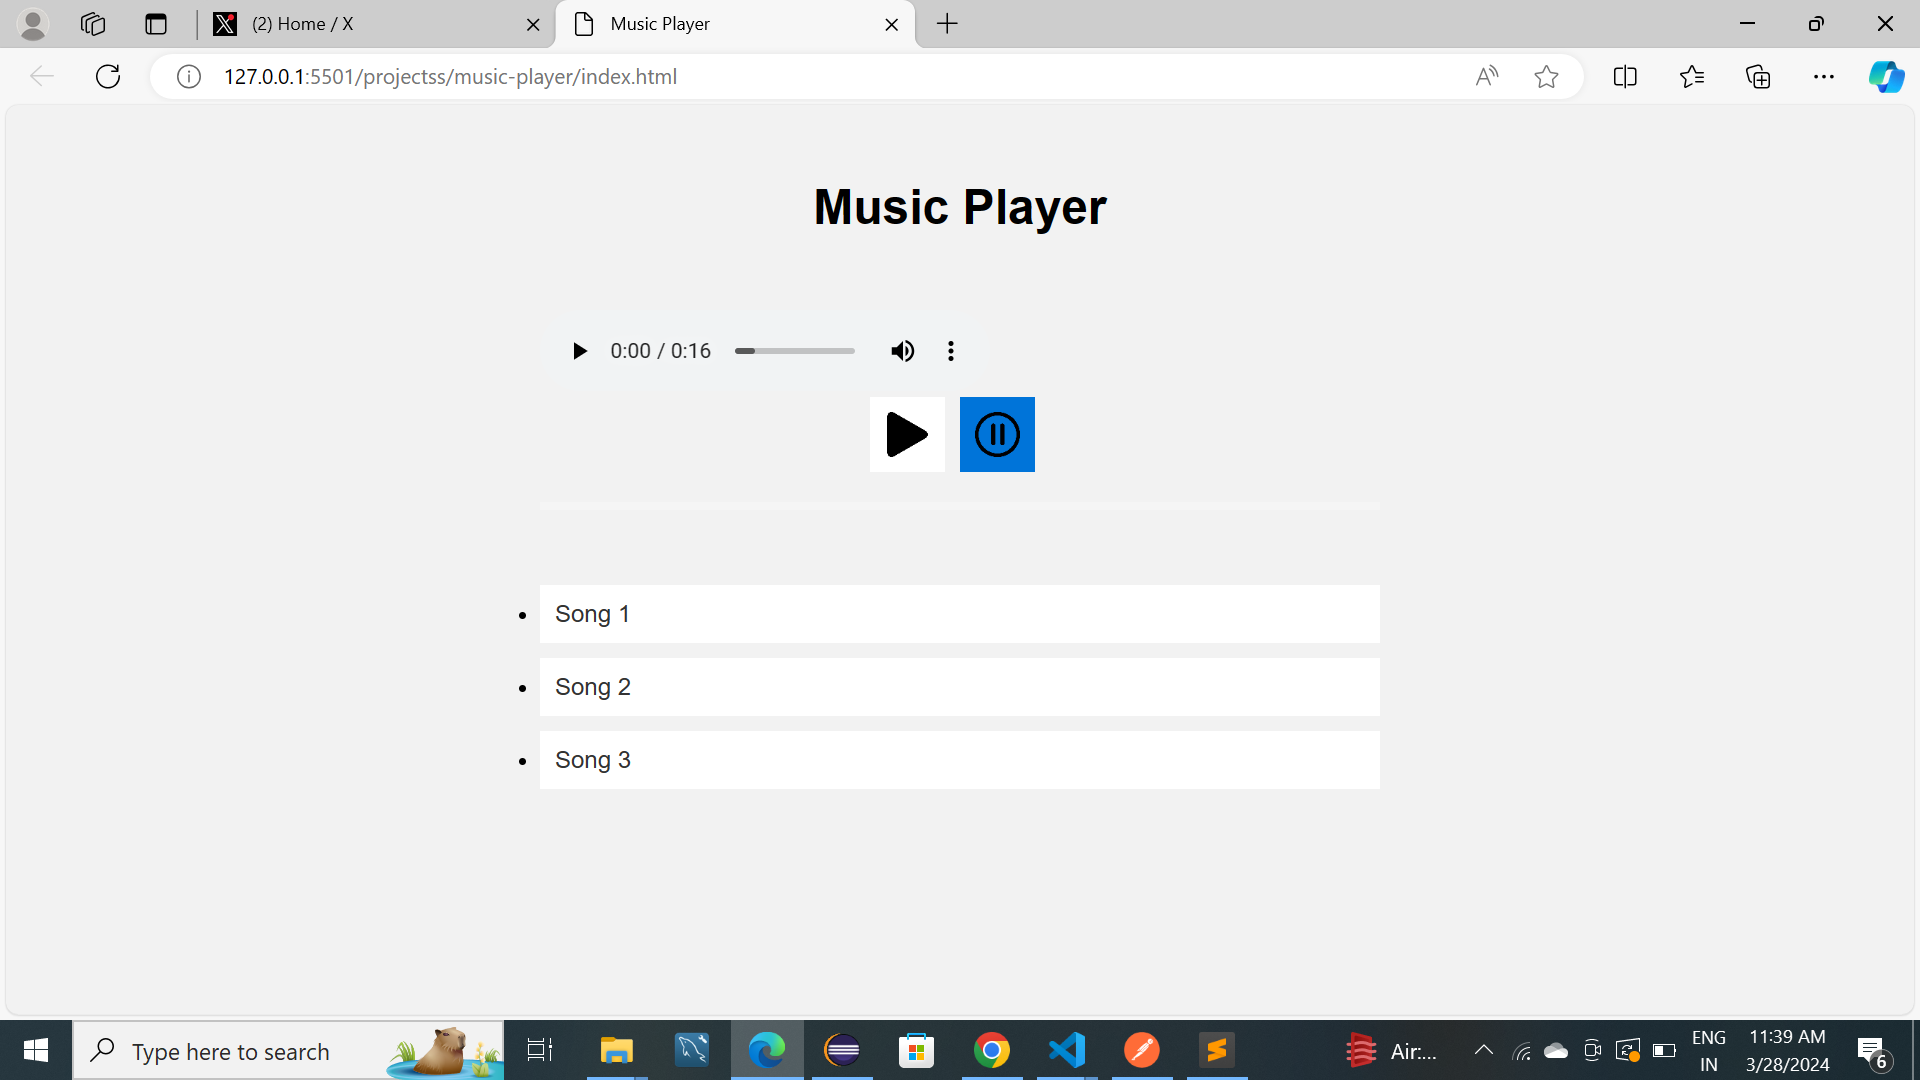 (2) Home / X
Music Player
127.0.0.1:5501/projectss/music-player/index.html
Music Player
0:00 / 0:16
Song 1
Song 2
Song 3
Type here to search
Air:...
ENG
IN
11:39 AM
3/28/2024
6